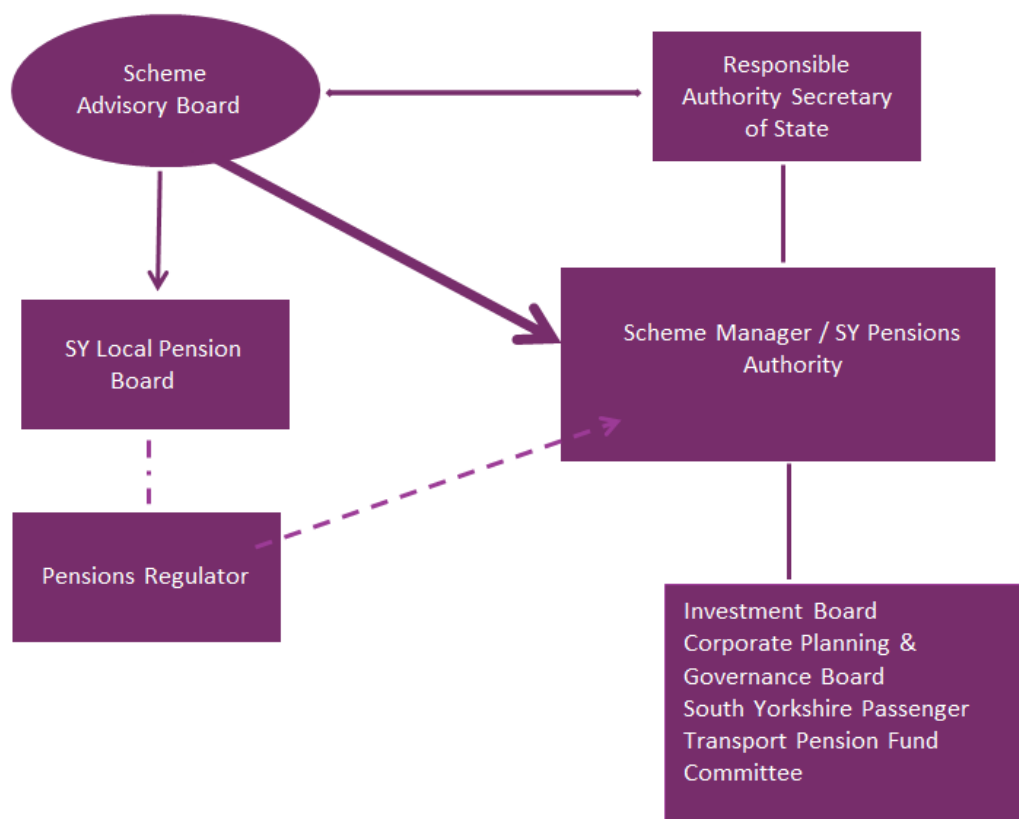 Scheme
Advisory Board
Responsible
Authority Secretary
of State
SY Local Pension
Board
Scheme Manager / SY Pensions
Authority
Pensions Regulator
Investment Board
Corporate Planning &
Governance Board
South Yorkshire Passenger
Transport Pension Fund
Committee